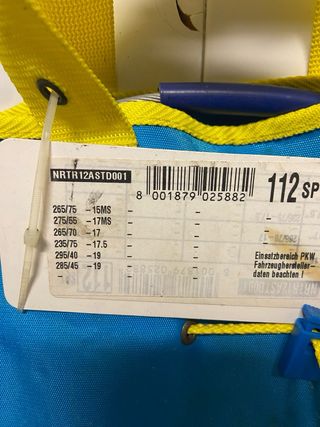 NRTR12ASTD001
8 001879 025882
112 SP
265/75 -15MS -
275/55 -17MS -
265/70 -17 -
235/75 -17.5 -
295/40 -19 -
285/45 -19 -
Einsatzbereich PKW
Fahrzeughersteller-
daten beachten !